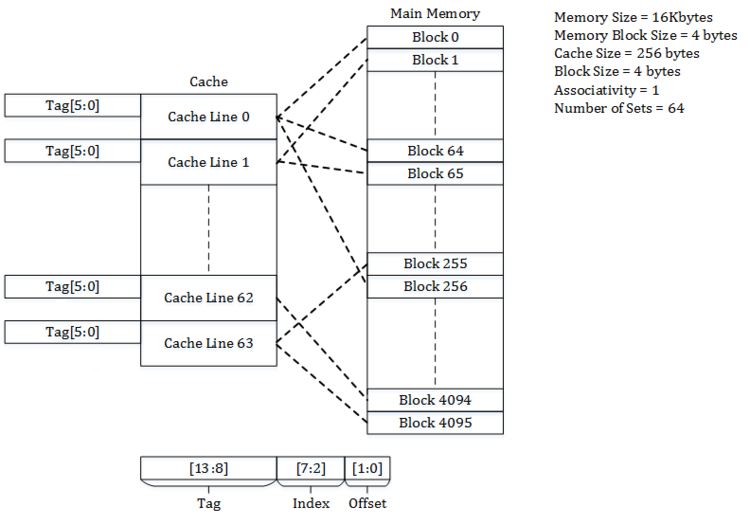 Main Memory
Memory Size = 16Kbytes
Memory Block Size = 4 bytes
Cache Size = 256 bytes
Block Size = 4 bytes
Associativity = 1
Number of Sets = 64
Block 0
Block 1
Cache
Tag[5:0]
Cache Line 0
Tag[5:0]
Cache Line 1
Block 64
Block 65
Block 255
Block 256
Tag[5:0]
Cache Line 62
Tag[5:0]
Cache Line 63
Block 4094
Block 4095
[13:8] [7:2] [1:0]
Tag Index Offset